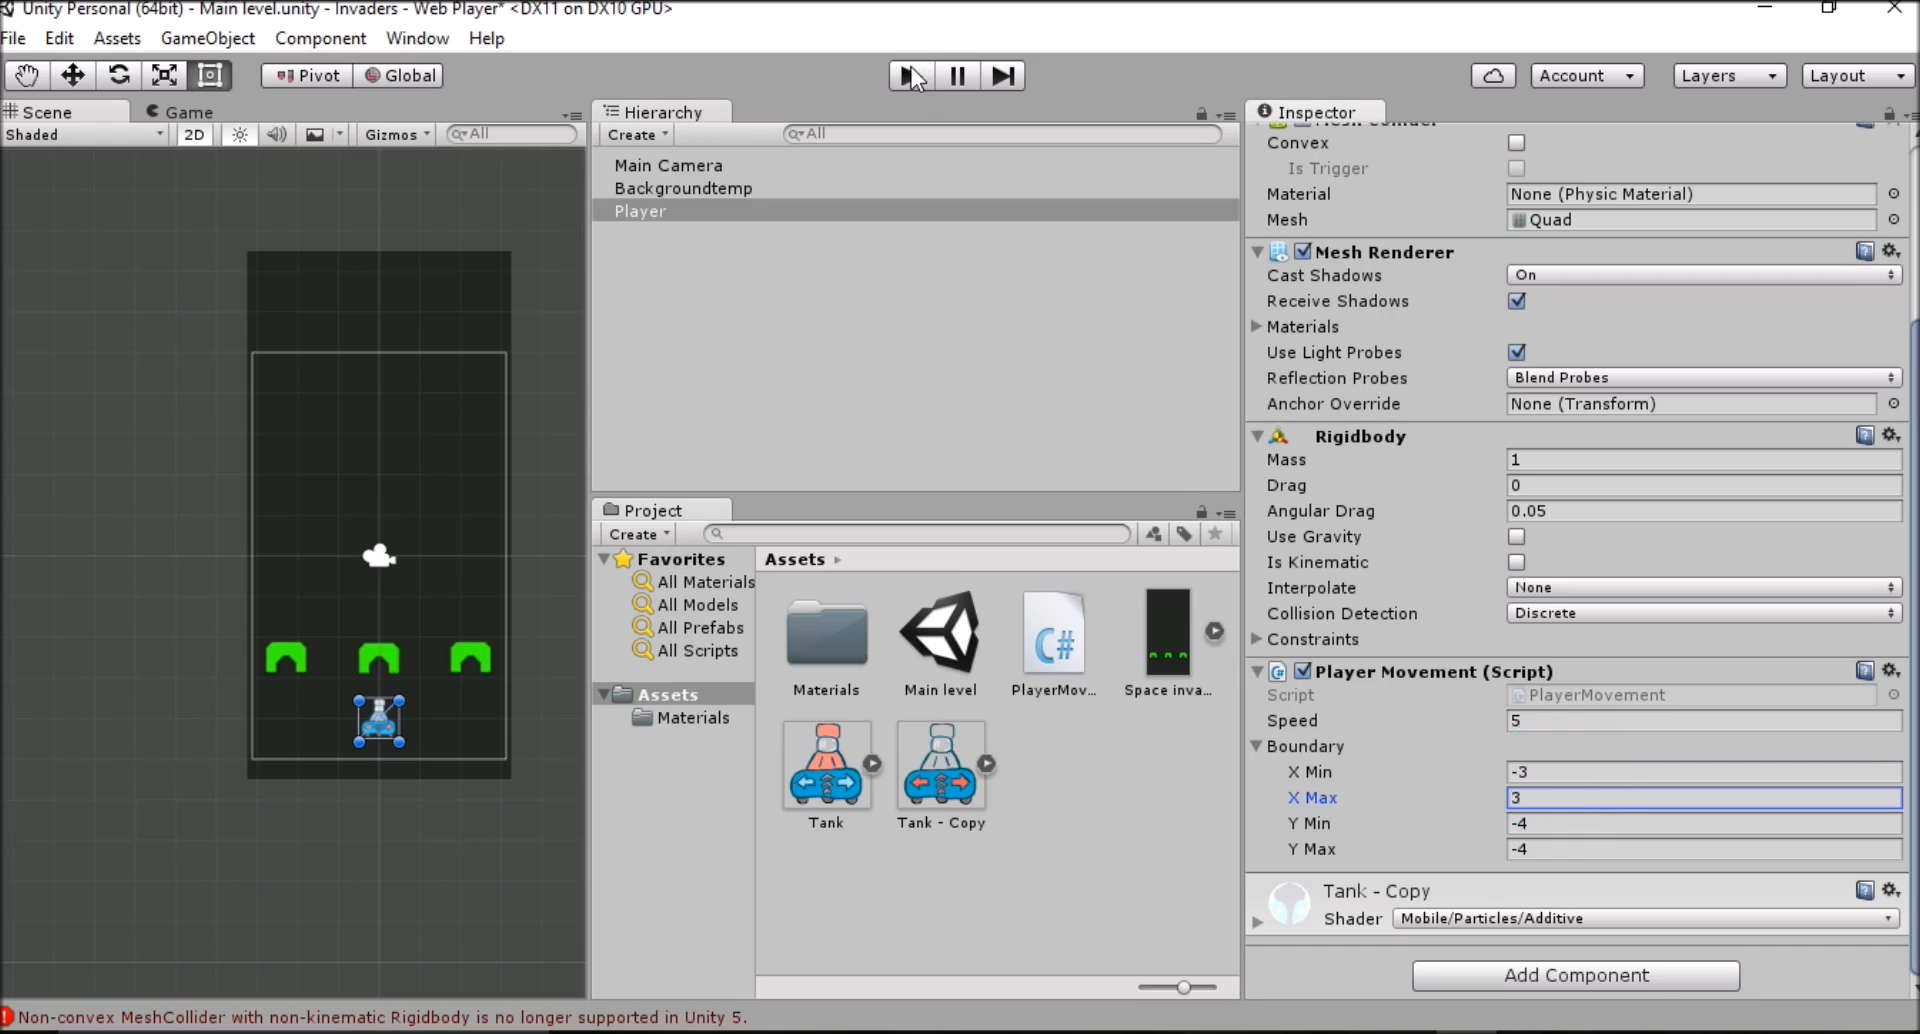 Unity Personal (64bit) - Main level.unity - Invaders - Web Player* <DX11 on DX10 GPU>
File Edit Assets GameObject Component Window Help
Pivot Global Account Layers Layout
Scene Game
Shaded 2D Gizmos All
Hierarchy
Create All
Main Camera
Backgroundtemp
Player
Project
Create
Favorites
All Materials
All Models
All Prefabs
All Scripts
Assets
Materials
Assets
Materials Main level PlayerMov... Space inva...
C#
Tank Tank - Copy
Inspector
Convex
Is Trigger
Material None (Physic Material)
Mesh Quad
Mesh Renderer
Cast Shadows On
Receive Shadows
Materials
Use Light Probes
Reflection Probes Blend Probes
Anchor Override None (Transform)
Rigidbody
Mass 1
Drag 0
Angular Drag 0.05
Use Gravity
Is Kinematic
Interpolate None
Collision Detection Discrete
Constraints
Player Movement (Script)
Script PlayerMovement
Speed 5
Boundary
X Min -3
X Max 3
Y Min -4
Y Max -4
Tank - Copy
Shader Mobile/Particles/Additive
Add Component
Non-convex MeshCollider with non-kinematic Rigidbody is no longer supported in Unity 5.